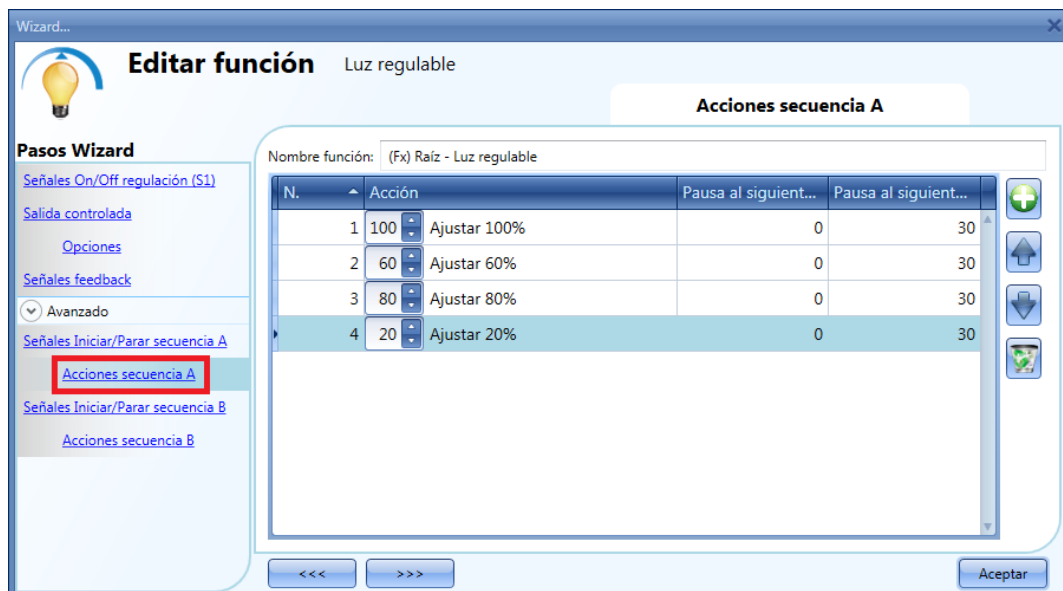 Wizard...
Editar función Luz regulable
Acciones secuencia A
Pasos Wizard
Señales On/Off regulación (S1)
Salida controlada
Opciones
Señales feedback
Avanzado
Señales Iniciar/Parar secuencia A
Acciones secuencia A
Señales Iniciar/Parar secuencia B
Acciones secuencia B
Nombre función: (Fx) Raíz - Luz regulable
N. Acción Pausa al siguient... Pausa al siguient...
1 100 Ajustar 100% 0 30
2 60 Ajustar 60% 0 30
3 80 Ajustar 80% 0 30
4 20 Ajustar 20% 0 30
<<< >>> Aceptar